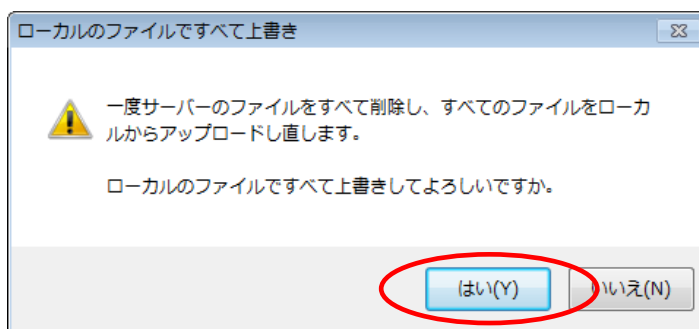 ローカルのファイルですべて上書き
一度サーバーのファイルをすべて削除し、すべてのファイルをローカ
ルからアップロードし直します。
ローカルのファイルですべて上書きしてよろしいですか。
はい(Y)
いいえ(N)